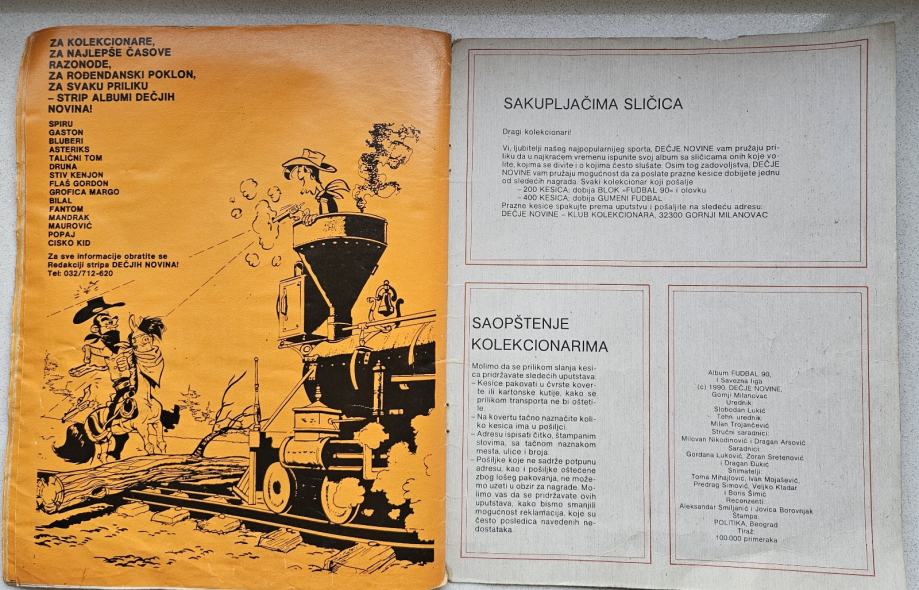 ZA KOLEKCIONARE,
ZA NAJLEPŠE ČASOVE
RAZONODE,
ZA ROĐENDANSKI POKLON,
ZA SVAKU PRILIKU
– STRIP ALBUMI DEČJIH
NOVINA!
SPIRU
GASTON
BLUBERI
ASTERIKS
TALIČNI TOM
DRUNA
STIV KENJON
FLAŠ GORDON
GROFICA MARGO
BILAL
FANTOM
MANDRAK
MAUROVIĆ
POPAJ
CISKO KID
Za sve informacije obratite se
Redakciji stripa DEČJIH NOVINA!
Tel: 032/712-620
SAKUPLJAČIMA SLIČICA
Dragi kolekcionari!
Vi, ljubitelji našeg najpopularnijeg sporta, DEČJE NOVINE vam pružaju pri-
liku da u najkraćem vremenu ispunite svoj album sa sličicama onih koje vo-
lite, kojima se divite i o kojima često slušate. Osim tog zadovoljstva, DEČJE
NOVINE vam pružaju mogućnost da za poslate prazne kesice dobijete jednu
od sledećih nagrada. Svaki kolekcionar koji pošalje
– 200 KESICA, dobija BLOK »FUDBAL 90« i olovku
– 400 KESICA, dobija GUMENI FUDBAL
Prazne kesice spakujte prema uputstvu i pošaljite na sledeću adresu:
DEČJE NOVINE – KLUB KOLEKCIONARA, 32300 GORNJI MILANOVAC
SAOPŠTENJE
KOLEKCIONARIMA
Molimo da se prilikom slanja kesi-
ca pridržavate sledećih uputstava:
– Kesice pakovati u čvrste kover-
te ili kartonske kutije, kako se
prilikom transporta ne bi ošteti-
le.
– Na kovertu tačno naznačite koli-
ko kesica ima u pošiljci.
– Adresu ispisati čitko, štampanim
slovima, sa tačnom naznakom
mesta, ulice i broja.
– Pošiljke koje ne sadrže potpunu
adresu, kao i pošiljke oštećene
zbog lošeg pakovanja, ne može-
mo uzeti u obzir za nagrade. Mo-
limo vas da se pridržavate ovih
uputstava, kako bismo smanjili
mogućnost reklamacija, koje su
često posledica navedenih ne-
dostataka.
Album FUDBAL 90,
I Savezna liga
(c) 1990. DEČJE NOVINE,
Gornji Milanovac
Urednik:
Slobodan Lukić
Tehn. urednik:
Milan Trojančević
Stručni saradnici:
Milovan Nikodinović i Dragan Arsović
Saradnici:
Gordana Luković, Zoran Sretenović
i Dragan Đukić
Snimatelji:
Toma Mihajlović, Ivan Mojašević,
Predrag Simović, Veljko Kladar
i Boris Šimić
Recenzenti:
Aleksandar Smiljanić i Jovica Borovnjak
Štampa:
POLITIKA, Beograd
Tiraž:
100.000 primeraka